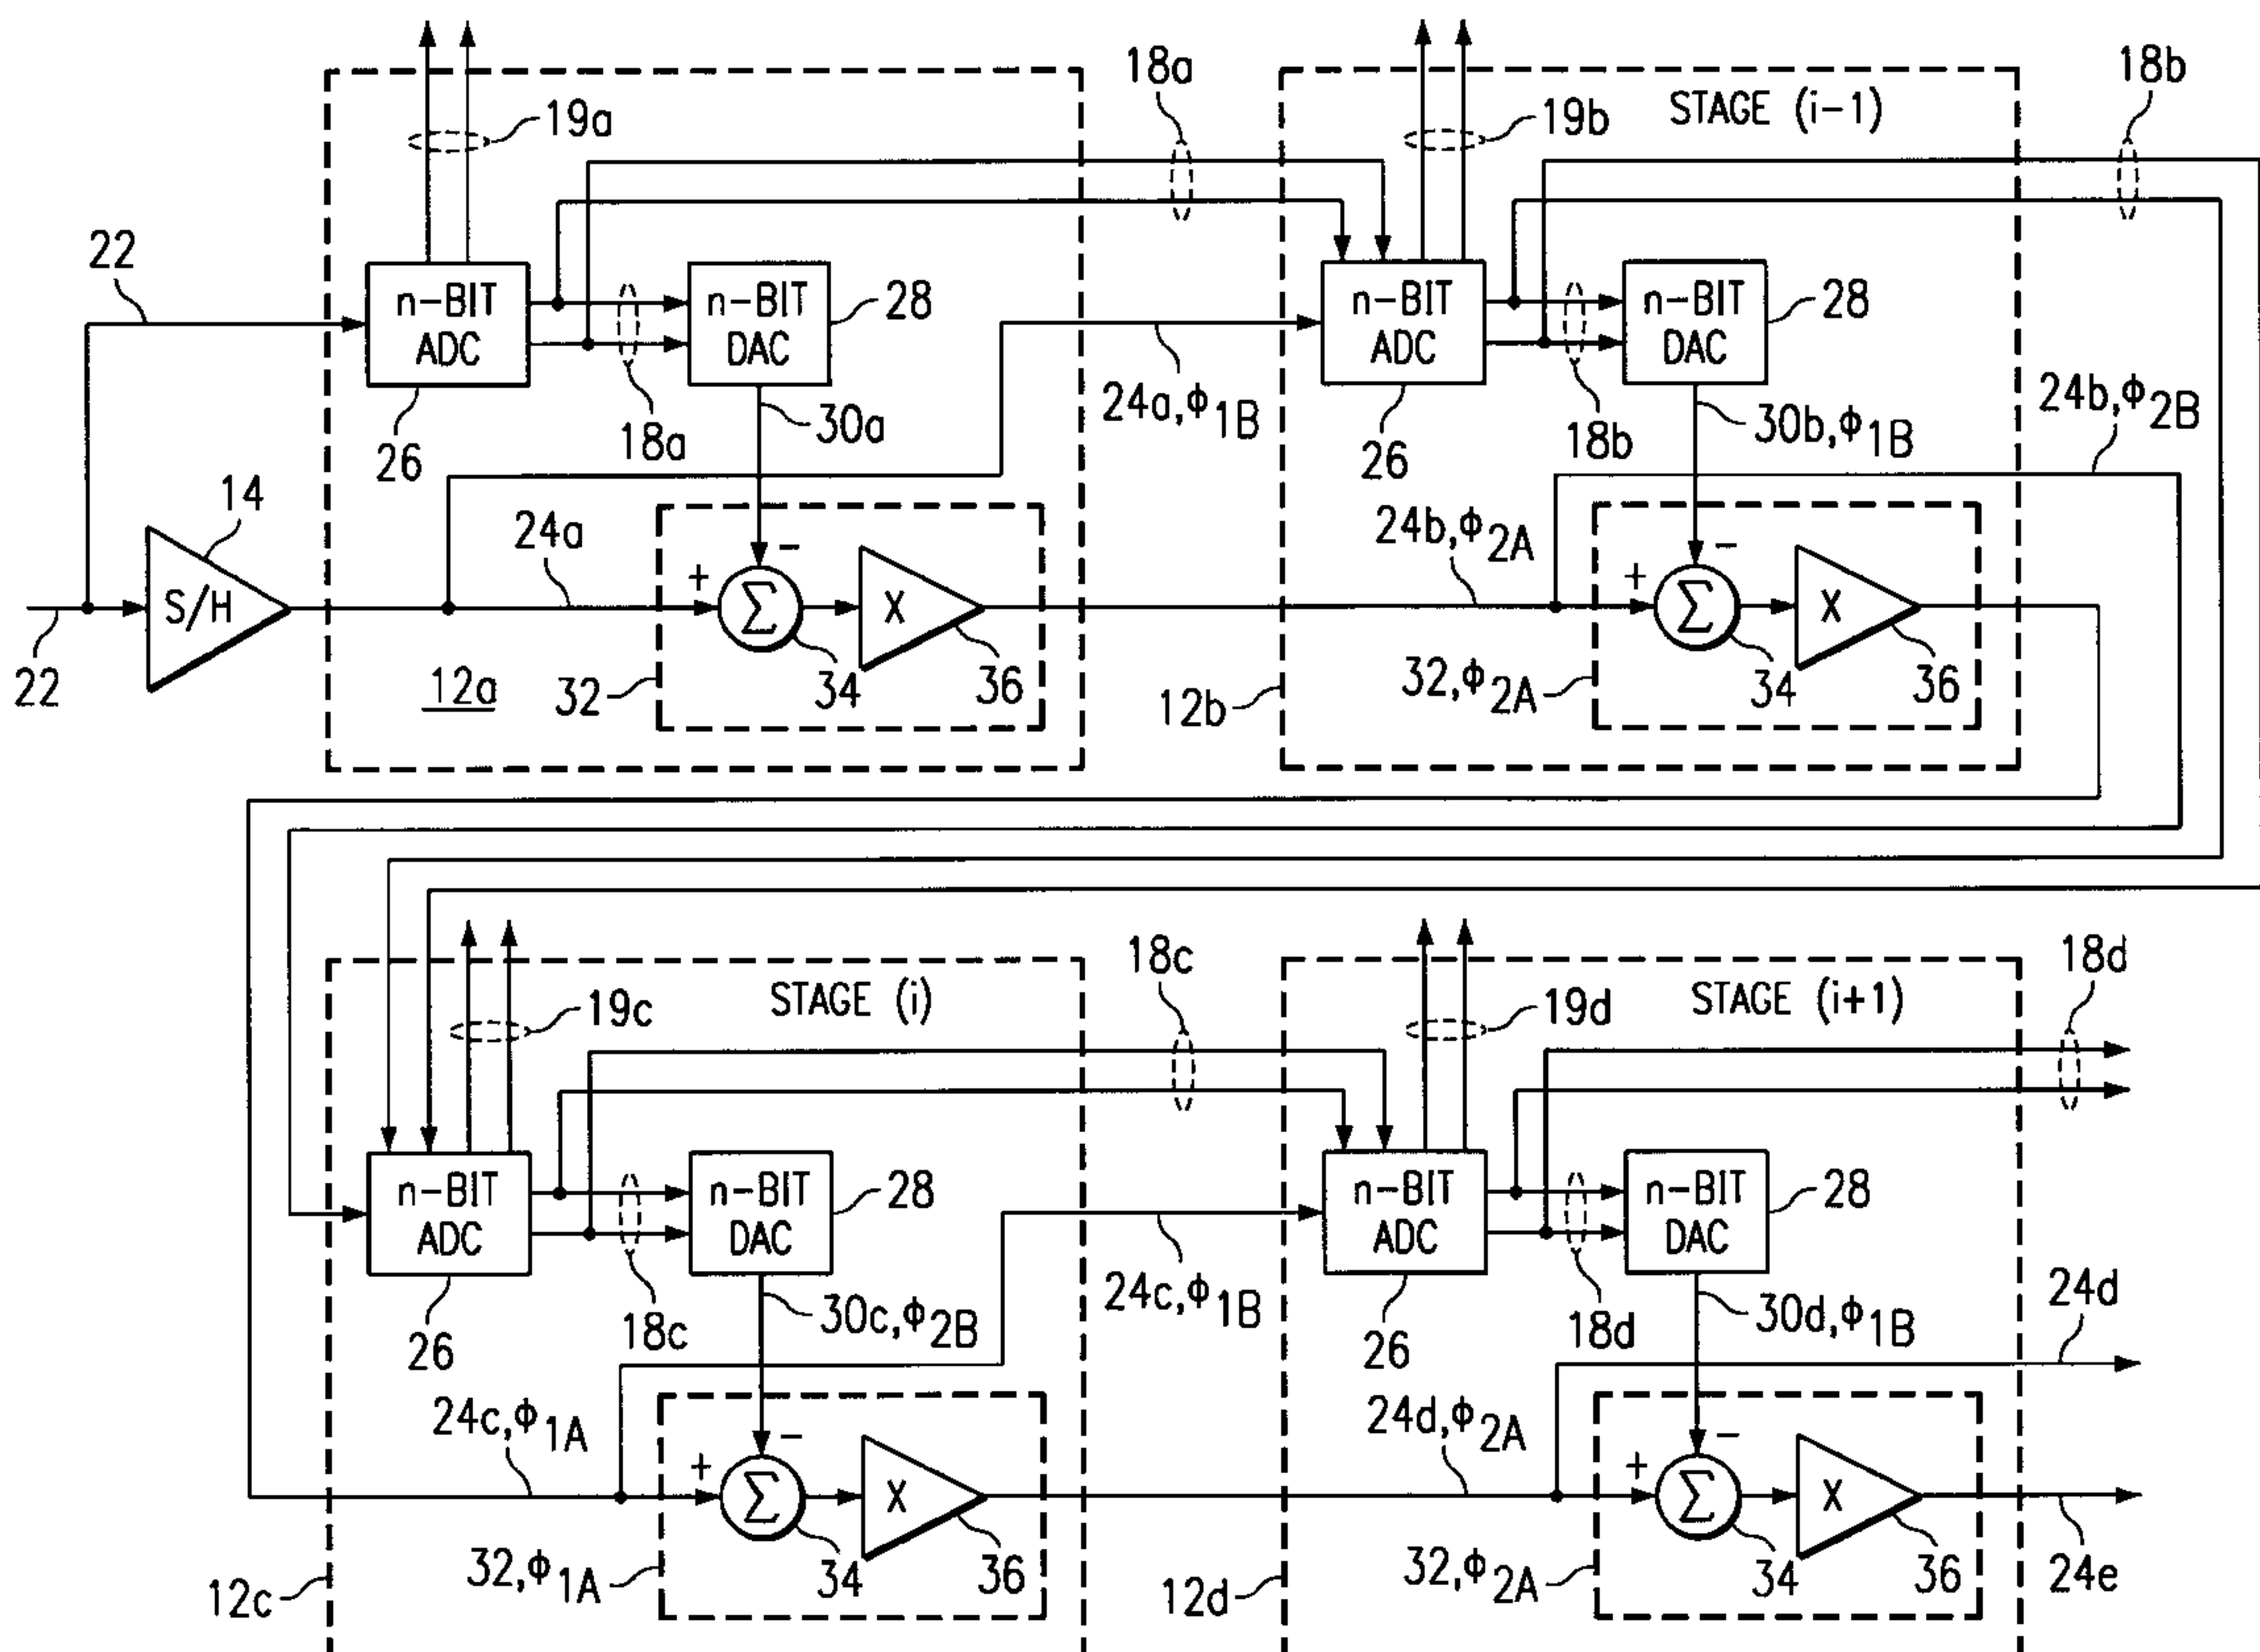 18a
18b
19a
19b
STAGE (i-1)
22
n-BIT
ADC
n-BIT
DAC
28
n-BIT
ADC
n-BIT
DAC
28
26
18a
30a
24a,Φ1B
26
18b
30b,Φ1B
24b,Φ2B
14
S/H
24a
24b,Φ2A
+
−
Σ
X
+
−
Σ
X
22
12a
32
34
36
12b
32,Φ2A
34
36
18c
18d
19c
STAGE (i)
19d
STAGE (i+1)
n-BIT
ADC
n-BIT
DAC
28
n-BIT
ADC
n-BIT
DAC
28
26
18c
30c,Φ2B
24c,Φ1B
26
18d
30d,Φ1B
24d
24c,Φ1A
24d,Φ2A
+
−
Σ
X
+
−
Σ
X
12c
32,Φ1A
34
36
12d
32,Φ2A
34
36
24e